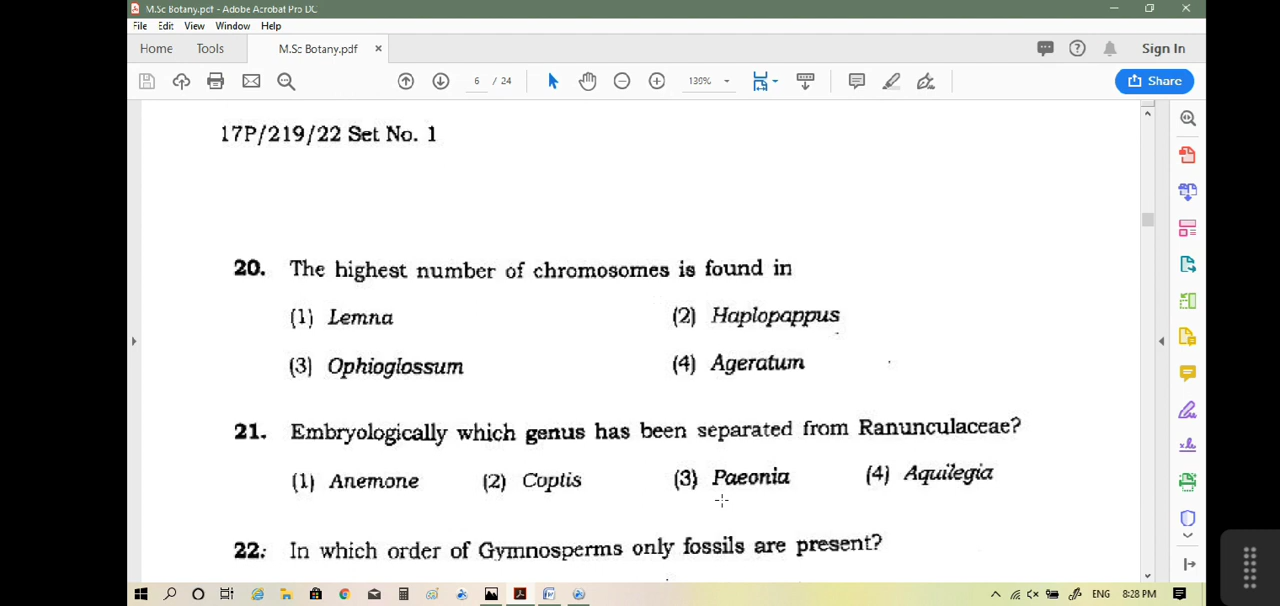 M.Sc Botany.pdf - Adobe Acrobat Pro DC
File Edit View Window Help
Home Tools M.Sc Botany.pdf × Sign In
6 / 24 139% Share
17P/219/22 Set No. 1
20. The highest number of chromosomes is found in
(1) Lemna (2) Haplopappus
(3) Ophioglossum (4) Ageratum
21. Embryologically which genus has been separated from Ranunculaceae?
(1) Anemone (2) Coptis (3) Paeonia (4) Aquilegia
22. In which order of Gymnosperms only fossils are present?
ENG 8:28 PM